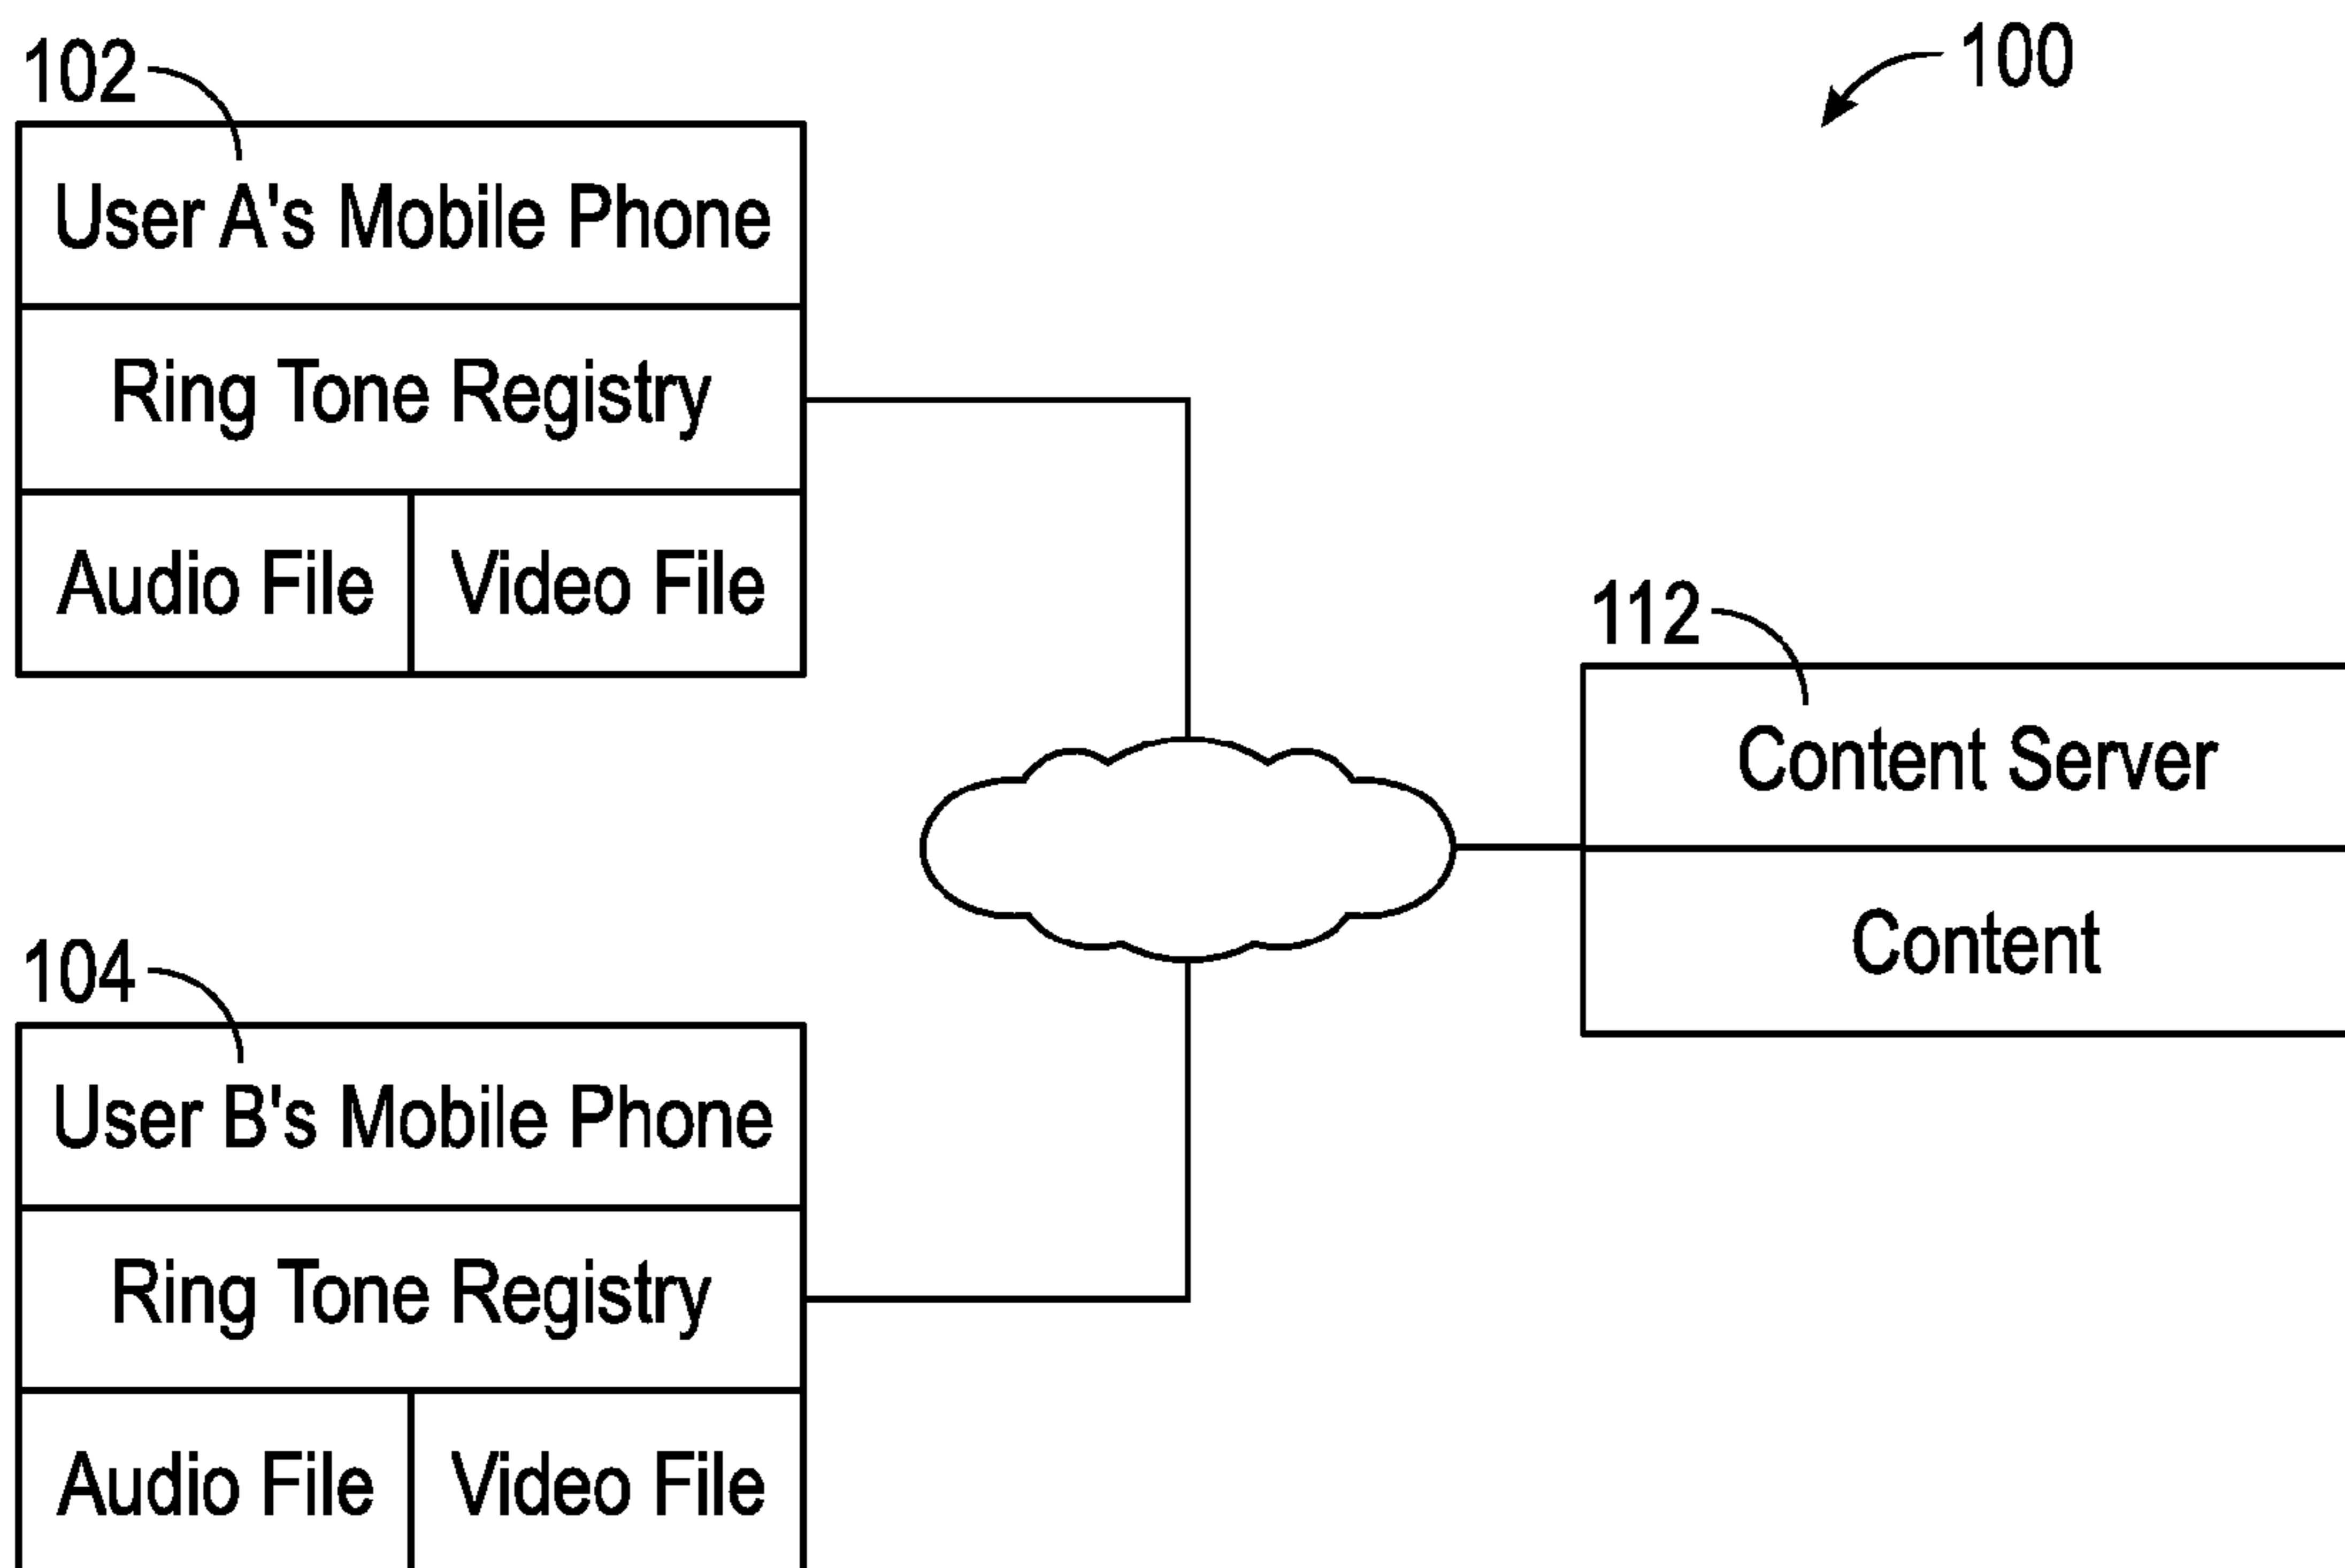 102
100
User A's Mobile Phone
Ring Tone Registry
Audio File
Video File
112
Content Server
Content
104
User B's Mobile Phone
Ring Tone Registry
Audio File
Video File